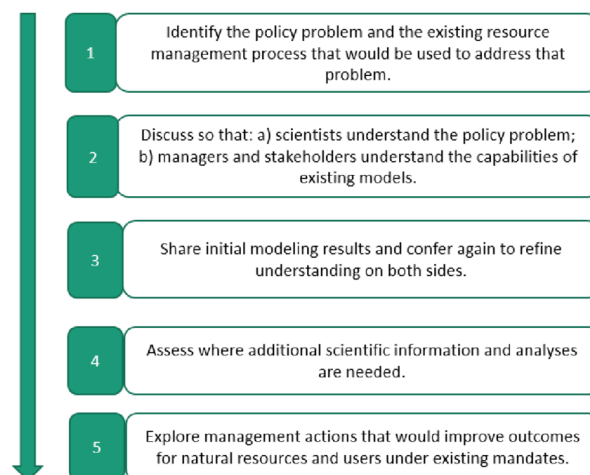 1
Identify the policy problem and the existing resource
management process that would be used to address that
problem.
2
Discuss so that: a) scientists understand the policy problem;
b) managers and stakeholders understand the capabilities of
existing models.
3
Share initial modeling results and confer again to refine
understanding on both sides.
4
Assess where additional scientific information and analyses
are needed.
5
Explore management actions that would improve outcomes
for natural resources and users under existing mandates.